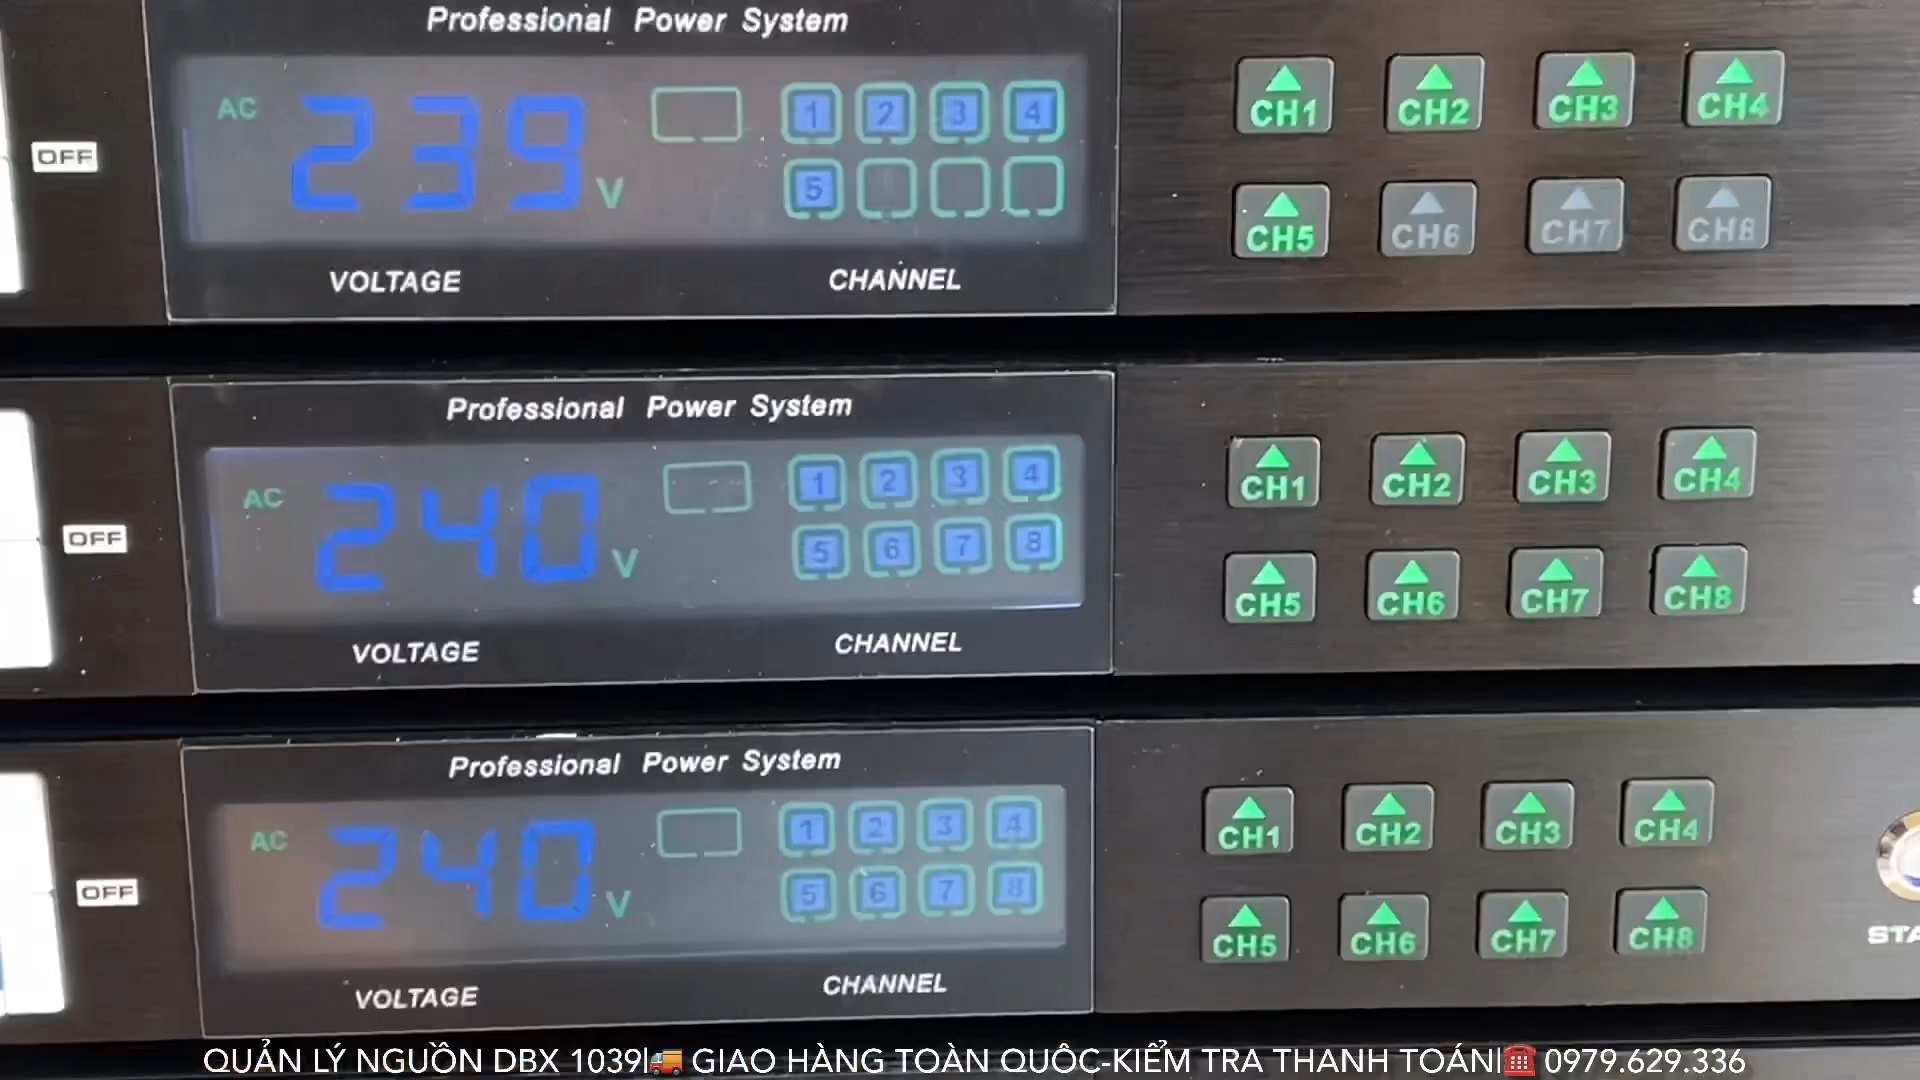 Professional Power System
AC 239 V
1 2 3 4
5
OFF
VOLTAGE
CHANNEL
CH1 CH2 CH3 CH4
CH5 CH6 CH7 CH8
Professional Power System
AC 240 V
1 2 3 4
5 6 7 8
OFF
VOLTAGE
CHANNEL
CH1 CH2 CH3 CH4
CH5 CH6 CH7 CH8
Professional Power System
AC 240 V
1 2 3 4
5 6 7 8
OFF
VOLTAGE
CHANNEL
CH1 CH2 CH3 CH4
CH5 CH6 CH7 CH8
STA
QUẢN LÝ NGUỒN DBX 1039|🚚 GIAO HÀNG TOÀN QUÔC-KIỂM TRA THANH TOÁN|☎️ 0979.629.336